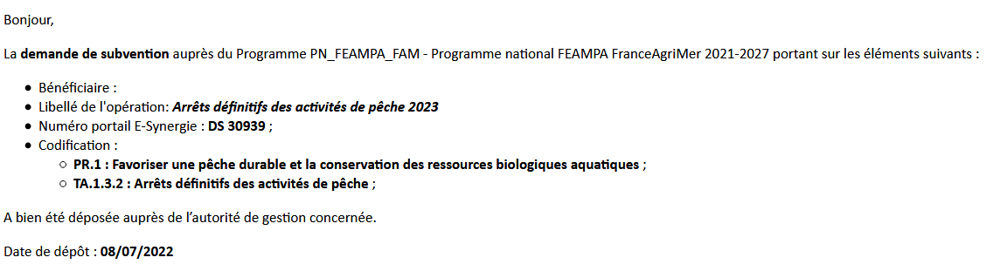 Bonjour,
La demande de subvention auprès du Programme PN_FEAMPA_FAM - Programme national FEAMPA FranceAgriMer 2021-2027 portant sur les éléments suivants :
• Bénéficiaire :
• Libellé de l'opération: Arrêts définitifs des activités de pêche 2023
• Numéro portail E-Synergie : DS 30939 ;
• Codification :
○ PR.1 : Favoriser une pêche durable et la conservation des ressources biologiques aquatiques ;
○ TA.1.3.2 : Arrêts définitifs des activités de pêche ;
A bien été déposée auprès de l’autorité de gestion concernée.
Date de dépôt : 08/07/2022